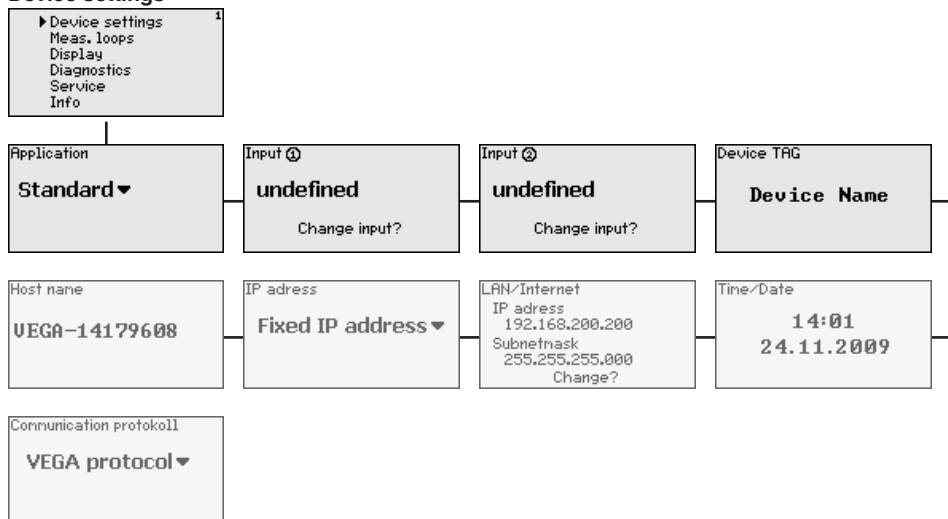 Device settings
Device settings 1
Meas. loops
Display
Diagnostics
Service
Info
Application
Standard
Input ①
undefined
Change input?
Input ②
undefined
Change input?
Device TAG
Device Name
Host name
VEGA-14179608
IP adress
Fixed IP address
LAN/Internet
IP adress
192.168.200.200
Subnetmask
255.255.255.000
Change?
Time/Date
14:01
24.11.2009
Communication protokoll
VEGA protocol